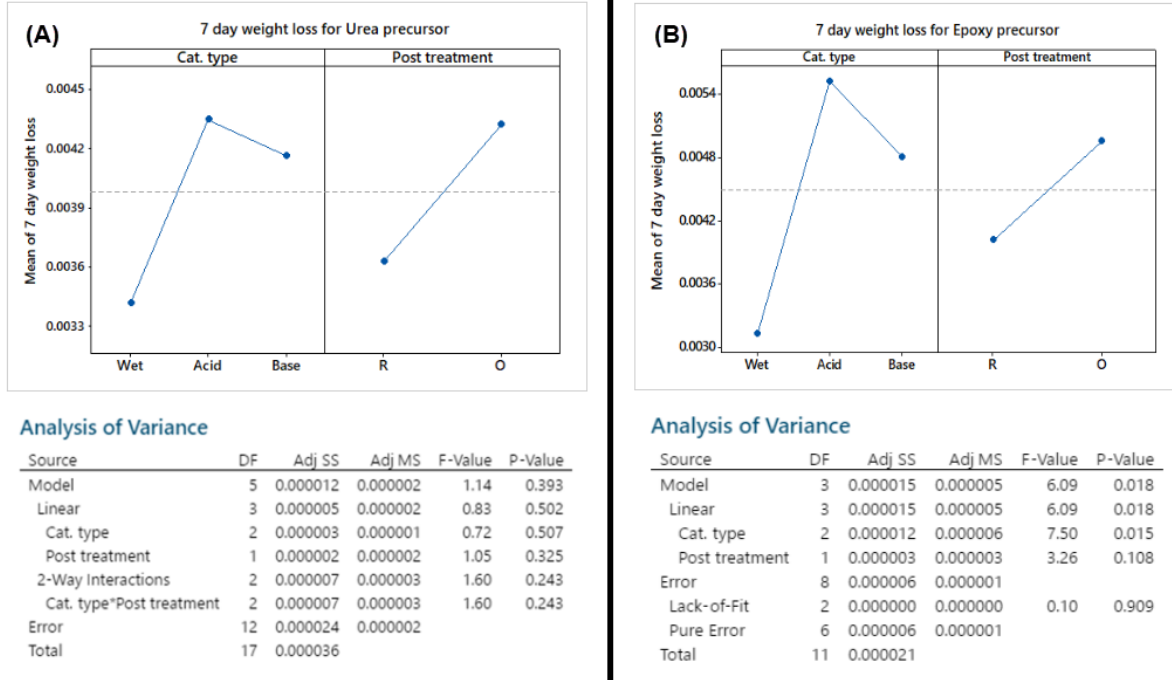 (A)
7 day weight loss for Urea precursor
Cat. type Post treatment
Mean of 7 day weight loss
0.0045
0.0042
0.0039
0.0036
0.0033
Wet Acid Base R O
Analysis of Variance
Source DF Adj SS Adj MS F-Value P-Value
Model 5 0.000012 0.000002 1.14 0.393
Linear 3 0.000005 0.000002 0.83 0.502
Cat. type 2 0.000003 0.000001 0.72 0.507
Post treatment 1 0.000002 0.000002 1.05 0.325
2-Way Interactions 2 0.000007 0.000003 1.60 0.243
Cat. type*Post treatment 2 0.000007 0.000003 1.60 0.243
Error 12 0.000024 0.000002
Total 17 0.000036
(B)
7 day weight loss for Epoxy precursor
Cat. type Post treatment
Mean of 7 day weight loss
0.0054
0.0048
0.0042
0.0036
0.0030
Wet Acid Base R O
Analysis of Variance
Source DF Adj SS Adj MS F-Value P-Value
Model 3 0.000015 0.000005 6.09 0.018
Linear 3 0.000015 0.000005 6.09 0.018
Cat. type 2 0.000012 0.000006 7.50 0.015
Post treatment 1 0.000003 0.000003 3.26 0.108
Error 8 0.000006 0.000001
Lack-of-Fit 2 0.000000 0.000000 0.10 0.909
Pure Error 6 0.000006 0.000001
Total 11 0.000021